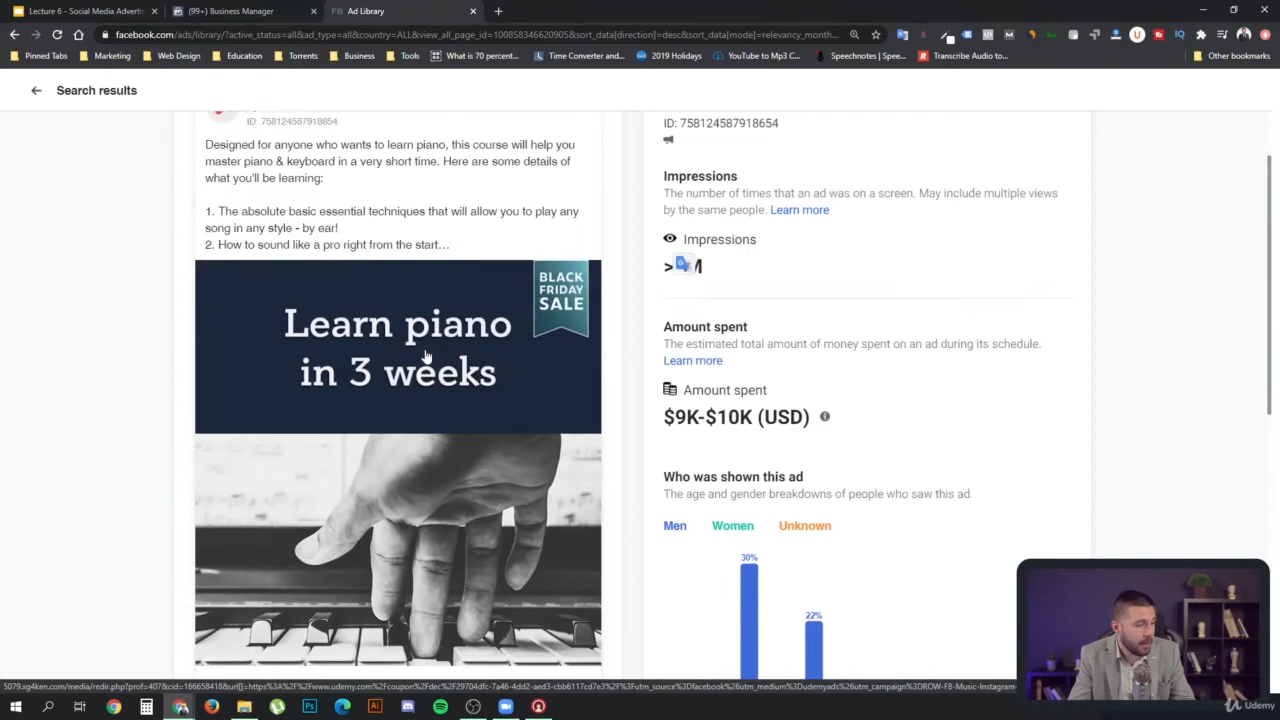 Lecture 6 - Social Media Adverti
(99+) Business Manager
Ad Library
facebook.com/ads/library/?active_status=all&ad_type=all&country=ALL&view_all_page_id=100858346620905&sort_data[direction]=desc&sort_data[mode]=relevancy_month...
Pinned Tabs
Marketing
Web Design
Education
Torrents
Business
Tools
What is 70 percent...
Time Converter and...
2019 Holidays
YouTube to Mp3 C...
Speechnotes | Spee...
Transcribe Audio to...
Other bookmarks
Search results
ID: 758124587918654
Designed for anyone who wants to learn piano, this course will help you
master piano & keyboard in a very short time. Here are some details of
what you'll be learning:
1. The absolute basic essential techniques that will allow you to play any
song in any style - by ear!
2. How to sound like a pro right from the start…
BLACK
FRIDAY
SALE
Learn piano
in 3 weeks
ID: 758124587918654
Impressions
The number of times that an ad was on a screen. May include multiple views
by the same people. Learn more
Impressions
>
Amount spent
The estimated total amount of money spent on an ad during its schedule.
Learn more
Amount spent
$9K-$10K (USD)
Who was shown this ad
The age and gender breakdowns of people who saw this ad.
Men Women Unknown
30%
22%
Udemy